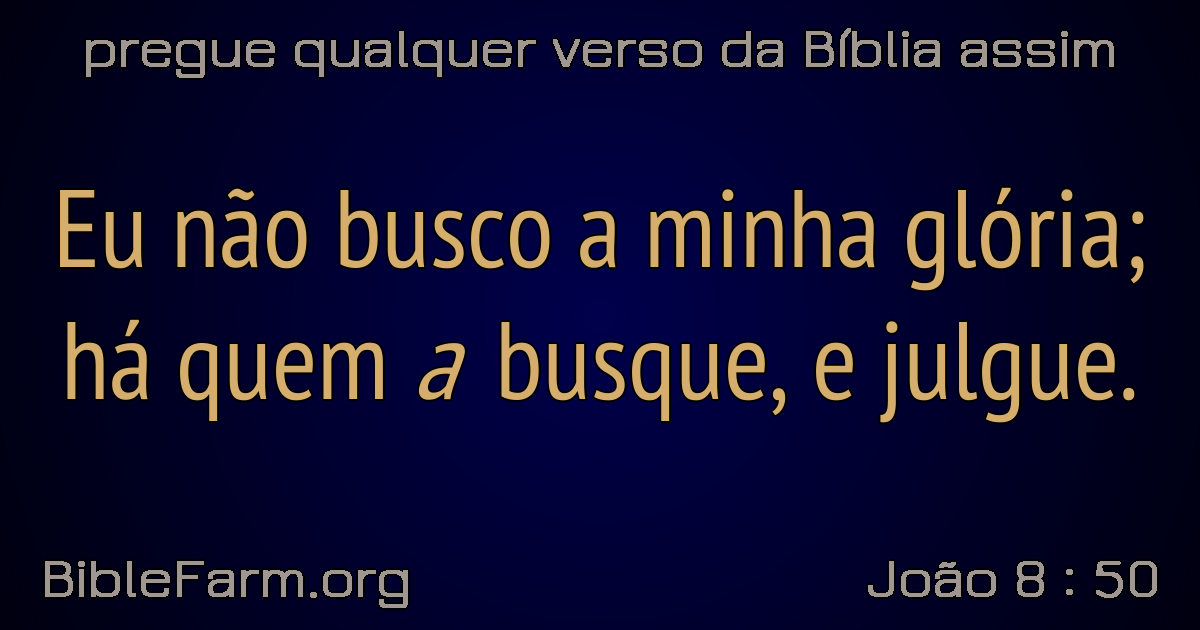 pregue qualquer verso da Bíblia assim
Eu não busco a minha glória;
há quem a busque, e julgue.
BibleFarm.org
João 8 : 50